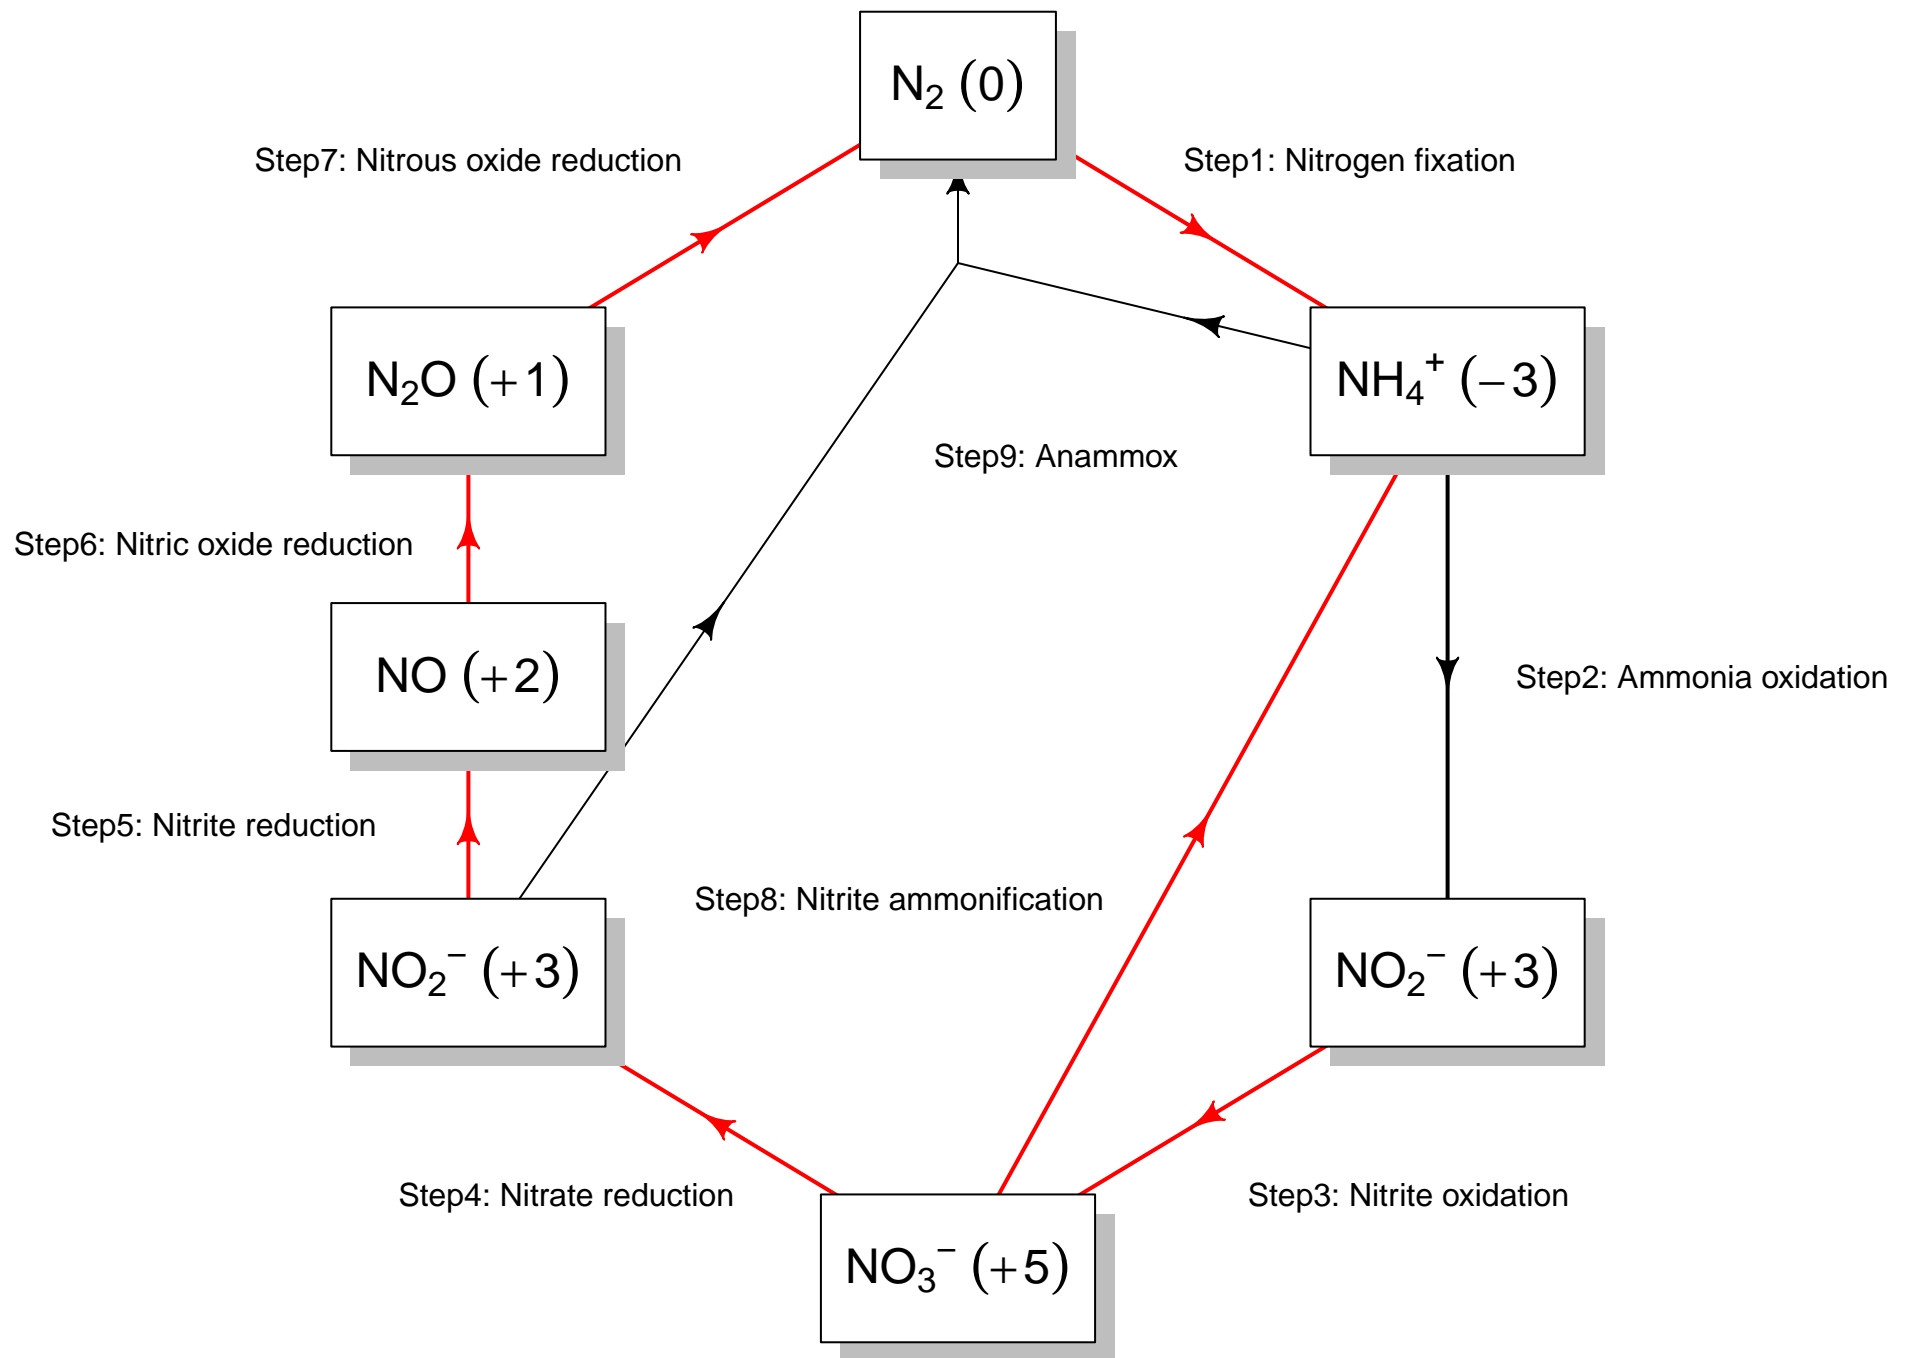 N₂ (0)
Step7: Nitrous oxide reduction
Step1: Nitrogen fixation
N₂O (+1)
NH₄⁺ (−3)
Step9: Anammox
Step6: Nitric oxide reduction
NO (+2)
Step2: Ammonia oxidation
Step5: Nitrite reduction
Step8: Nitrite ammonification
NO₂⁻ (+3)
NO₂⁻ (+3)
Step4: Nitrate reduction
Step3: Nitrite oxidation
NO₃⁻ (+5)